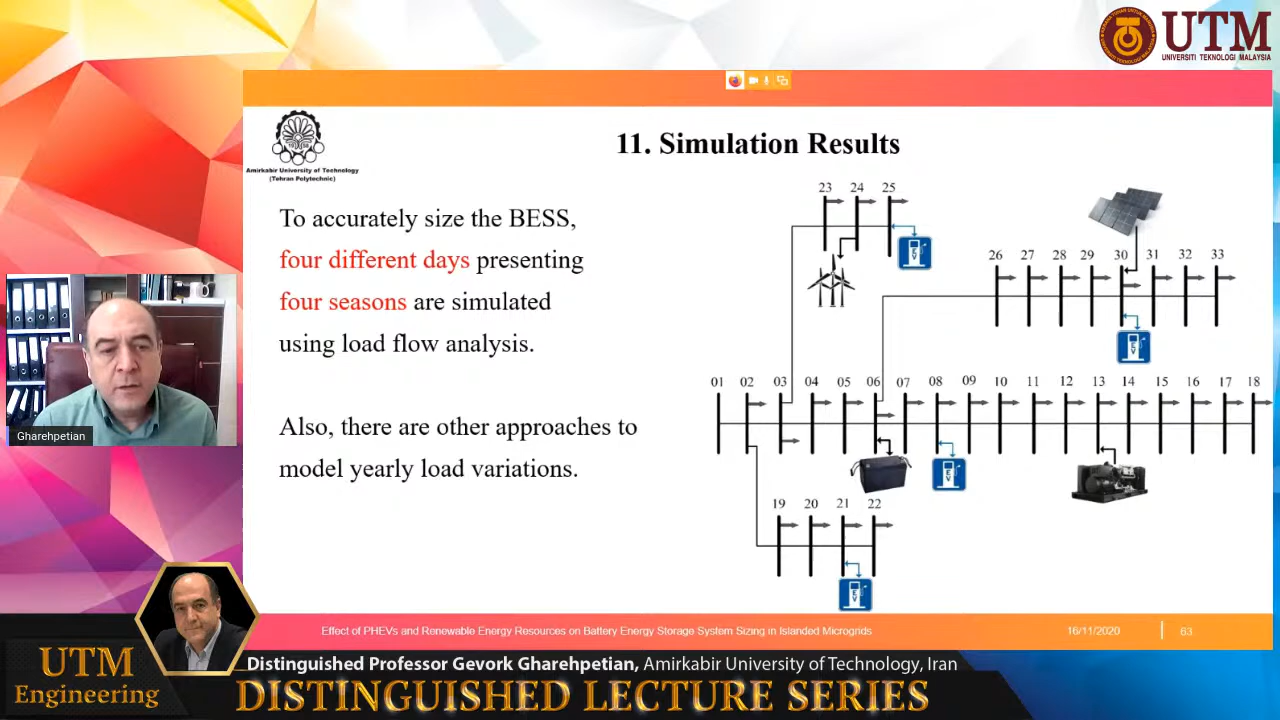 UTM
UNIVERSITI TEKNOLOGI MALAYSIA
Amirkabir University of Technology
(Tehran Polytechnic)
11. Simulation Results
To accurately size the BESS,
four different days presenting
four seasons are simulated
using load flow analysis.
Also, there are other approaches to
model yearly load variations.
23 24 25
26 27 28 29 30 31 32 33
01 02 03 04 05 06 07 08 09 10 11 12 13 14 15 16 17 18
19 20 21 22
EV
EV
EV
EV
Gharehpetian
Effect of PHEVs and Renewable Energy Resources on Battery Energy Storage System Sizing in Islanded Microgrids
16/11/2020
63
Distinguished Professor Gevork Gharehpetian, Amirkabir University of Technology, Iran
UTM
Engineering
DISTINGUISHED LECTURE SERIES